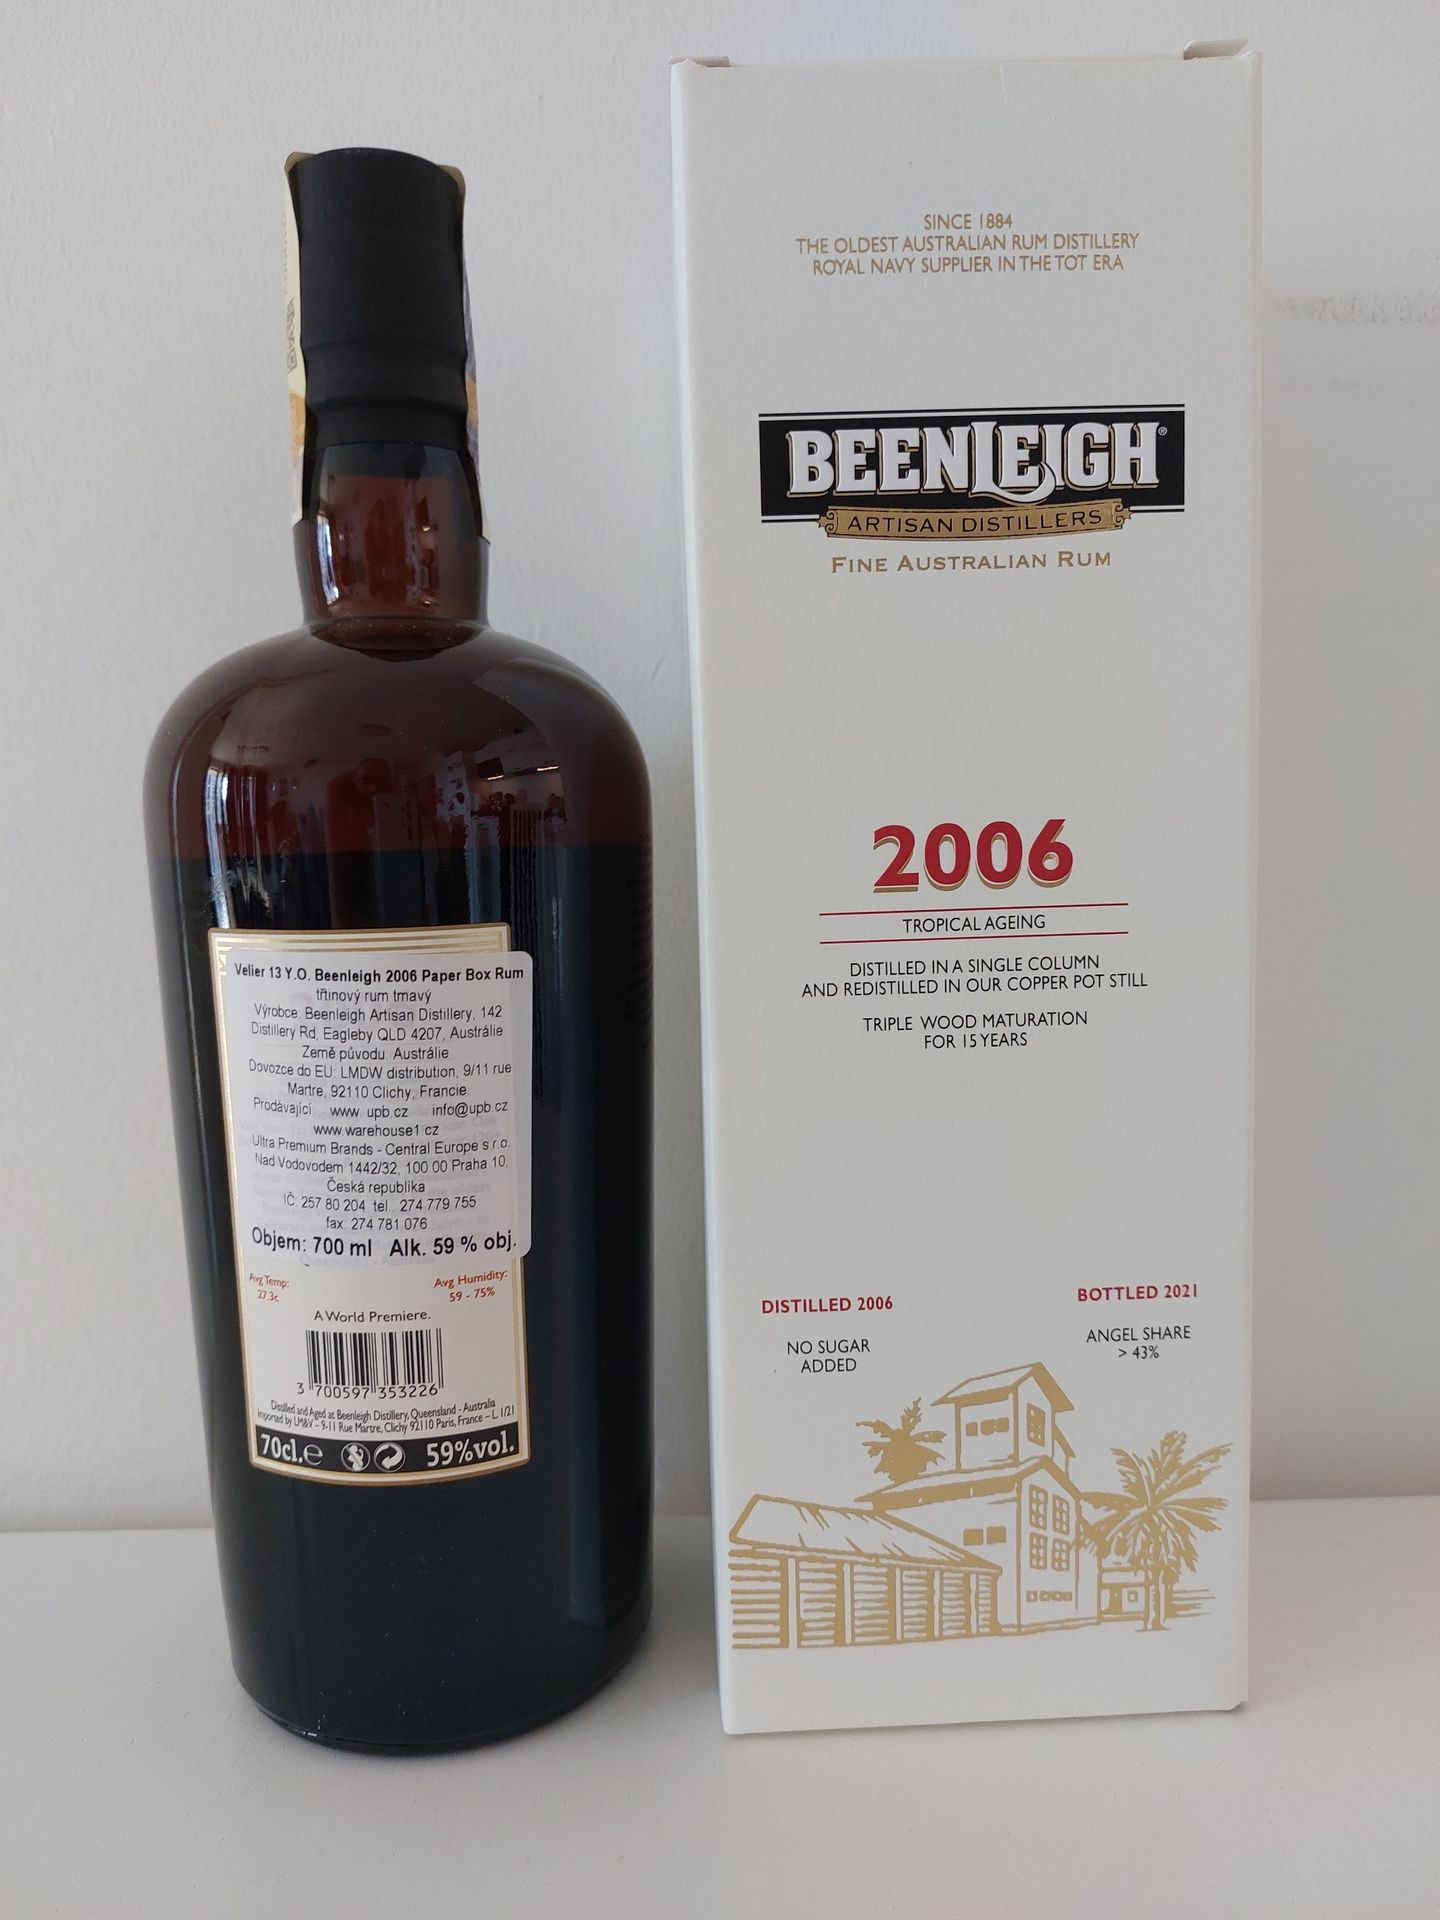 Velier 13 Y.O. Beenleigh 2006 Paper Box Rum
třtinový rum tmavý
Výrobce: Beenleigh Artisan Distillery, 142
Distillery Rd, Eagleby QLD 4207, Austrálie
Země původu: Austrálie
Dovozce do EU: LMDW distribution, 9/11 rue
Martre, 92110 Clichy, Francie
Prodávající: www. upb.cz info@upb.cz
www.warehouse1.cz
Ultra Premium Brands - Central Europe s.r.o.
Nad Vodovodem 1442/32, 100 00 Praha 10,
Česká republika
IČ: 257 80 204 tel.: 274 779 755
fax: 274 781 076
Objem: 700 ml Alk. 59 % obj.
Avg Temp: Avg Humidity:
27.3c 59 - 75%
A World Premiere.
3 700597 353226
Distilled and Aged at Beenleigh Distillery, Queensland - Australia
Imported by LM&V – 9-11 Rue Martre, Clichy 92110 Paris, France – L 1/21
70cl.e 59%vol.
SINCE 1884
THE OLDEST AUSTRALIAN RUM DISTILLERY
ROYAL NAVY SUPPLIER IN THE TOT ERA
BEENLEIGH®
ARTISAN DISTILLERS
FINE AUSTRALIAN RUM
2006
TROPICAL AGEING
DISTILLED IN A SINGLE COLUMN
AND REDISTILLED IN OUR COPPER POT STILL
TRIPLE WOOD MATURATION
FOR 15 YEARS
DISTILLED 2006 BOTTLED 2021
NO SUGAR
ADDED
ANGEL SHARE
> 43%